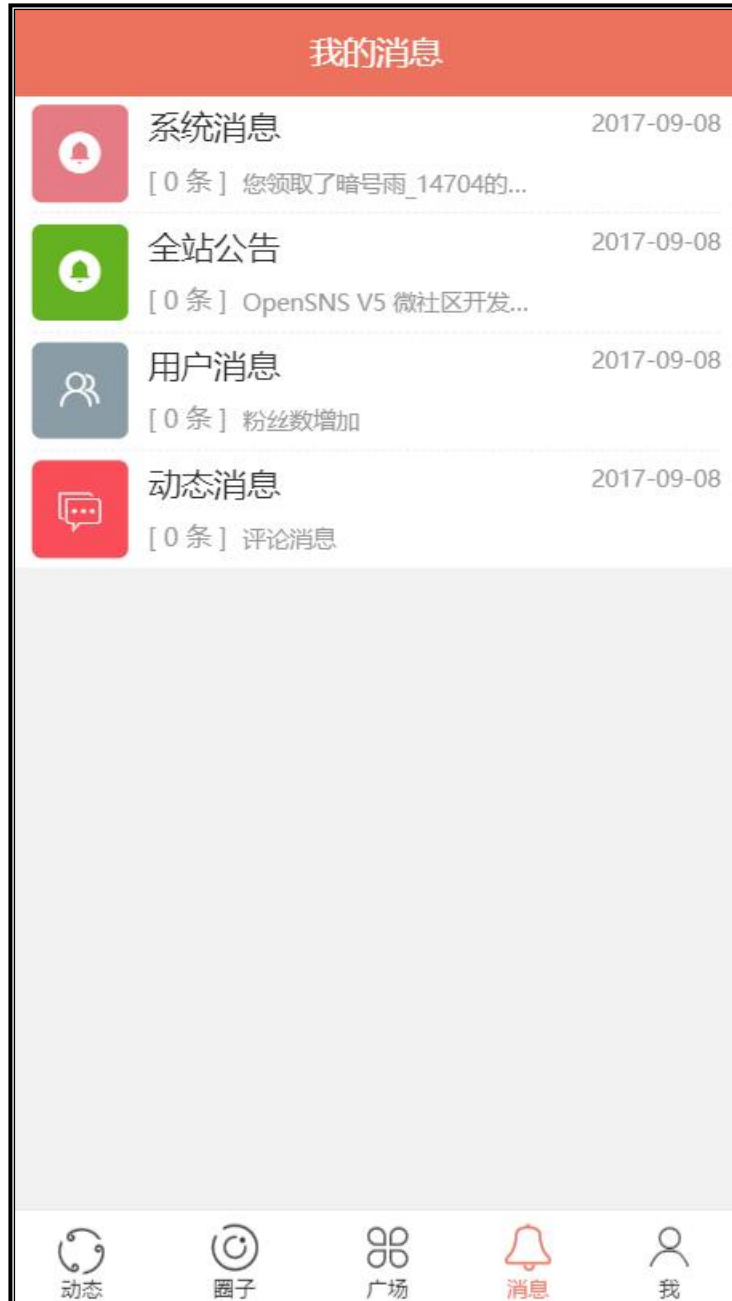 我的消息
系统消息 2017-09-08
[ 0 条 ] 您领取了暗号雨_14704的...
全站公告 2017-09-08
[ 0 条 ] OpenSNS V5 微社区开发...
用户消息 2017-09-08
[ 0 条 ] 粉丝数增加
动态消息 2017-09-08
[ 0 条 ] 评论消息
动态 圈子 广场 消息 我